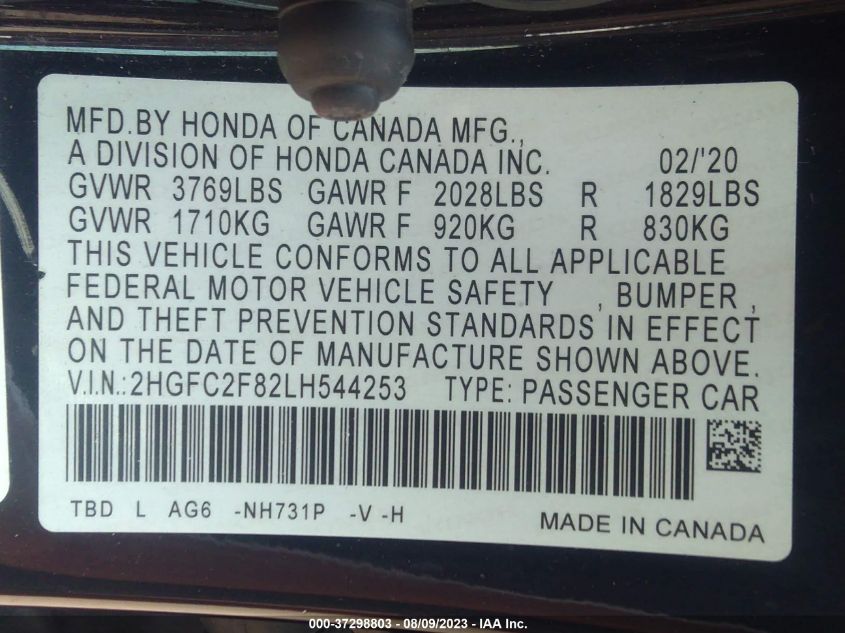 MFD.BY HONDA OF CANADA MFG.,
A DIVISION OF HONDA CANADA INC. 02/'20
GVWR 3769LBS GAWR F 2028LBS R 1829LBS
GVWR 1710KG GAWR F 920KG R 830KG
THIS VEHICLE CONFORMS TO ALL APPLICABLE
FEDERAL MOTOR VEHICLE SAFETY , BUMPER ,
AND THEFT PREVENTION STANDARDS IN EFFECT
ON THE DATE OF MANUFACTURE SHOWN ABOVE.
V.I.N.:2HGFC2F82LH544253 TYPE: PASSENGER CAR
TBD L AG6 -NH731P -V -H
MADE IN CANADA
000-37298803 - 08/09/2023 - IAA Inc.